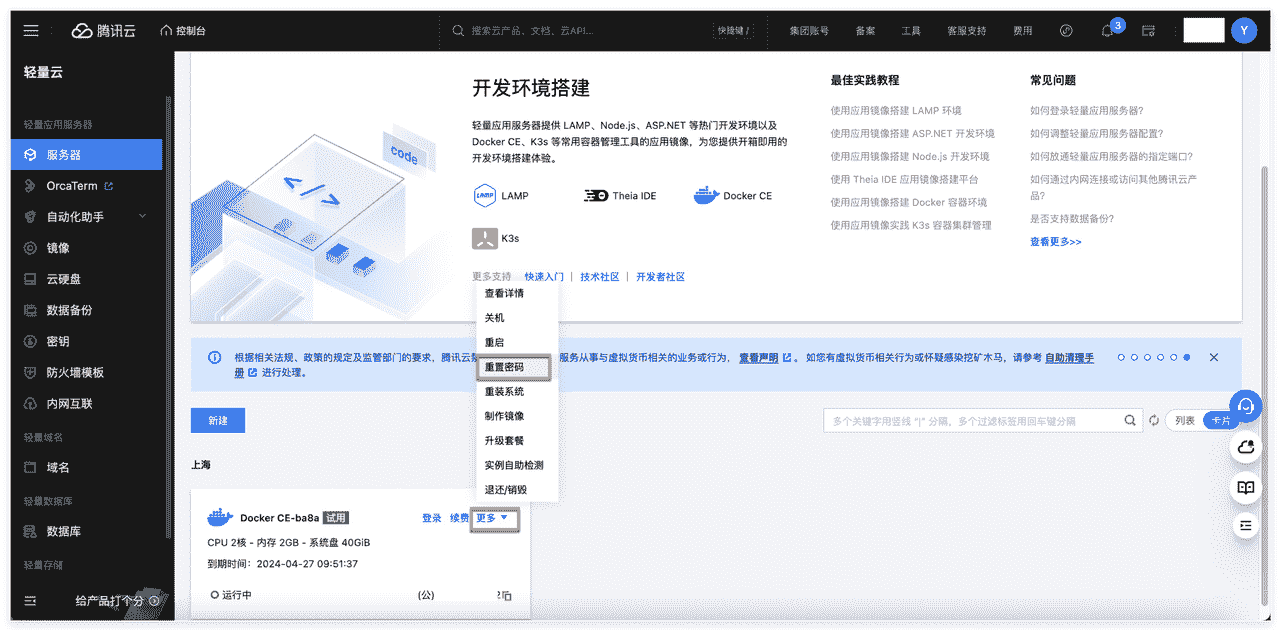 腾讯云
控制台
搜索云产品、文档、云API...
快捷键 /
集团账号
备案
工具
客服支持
费用
3
Y
轻量云
轻量应用服务器
服务器
OrcaTerm
自动化助手
镜像
云硬盘
数据备份
密钥
防火墙模板
内网互联
轻量域名
域名
轻量数据库
数据库
轻量存储
给产品打个分
code
开发环境搭建
轻量应用服务器提供 LAMP、Node.js、ASP.NET 等热门开发环境以及
Docker CE、K3s 等常用容器管理工具的应用镜像，为您提供开箱即用的
开发环境搭建体验。
LAMP
LAMP
Theia IDE
Docker CE
K3s
更多支持
快速入门
技术社区
开发者社区
最佳实践教程
使用应用镜像搭建 LAMP 环境
使用应用镜像搭建 ASP.NET 开发环境
使用应用镜像搭建 Node.js 开发环境
使用 Theia IDE 应用镜像搭建平台
使用应用镜像搭建 Docker 容器环境
使用应用镜像实践 K3s 容器集群管理
常见问题
如何登录轻量应用服务器?
如何调整轻量应用服务器配置?
如何放通轻量应用服务器的指定端口?
如何通过内网连接或访问其他腾讯云产
品?
是否支持数据备份?
查看更多>>
查看详情
关机
重启
重置密码
重装系统
制作镜像
升级套餐
实例自助检测
退还/销毁
根据相关法规、政策的规定及监管部门的要求，腾讯云 服务从事与虚拟货币相关的业务或行为，查看声明。如您有虚拟货币相关行为或怀疑感染挖矿木马，请参考 自助清理手
册 进行处理。
新建
多个关键字用竖线 "|" 分隔，多个过滤标签用回车键分隔
列表
卡片
上海
Docker CE-ba8a 试用
登录
续费
更多
CPU 2核 - 内存 2GB - 系统盘 40GiB
到期时间：2024-04-27 09:51:37
运行中
(公)
2